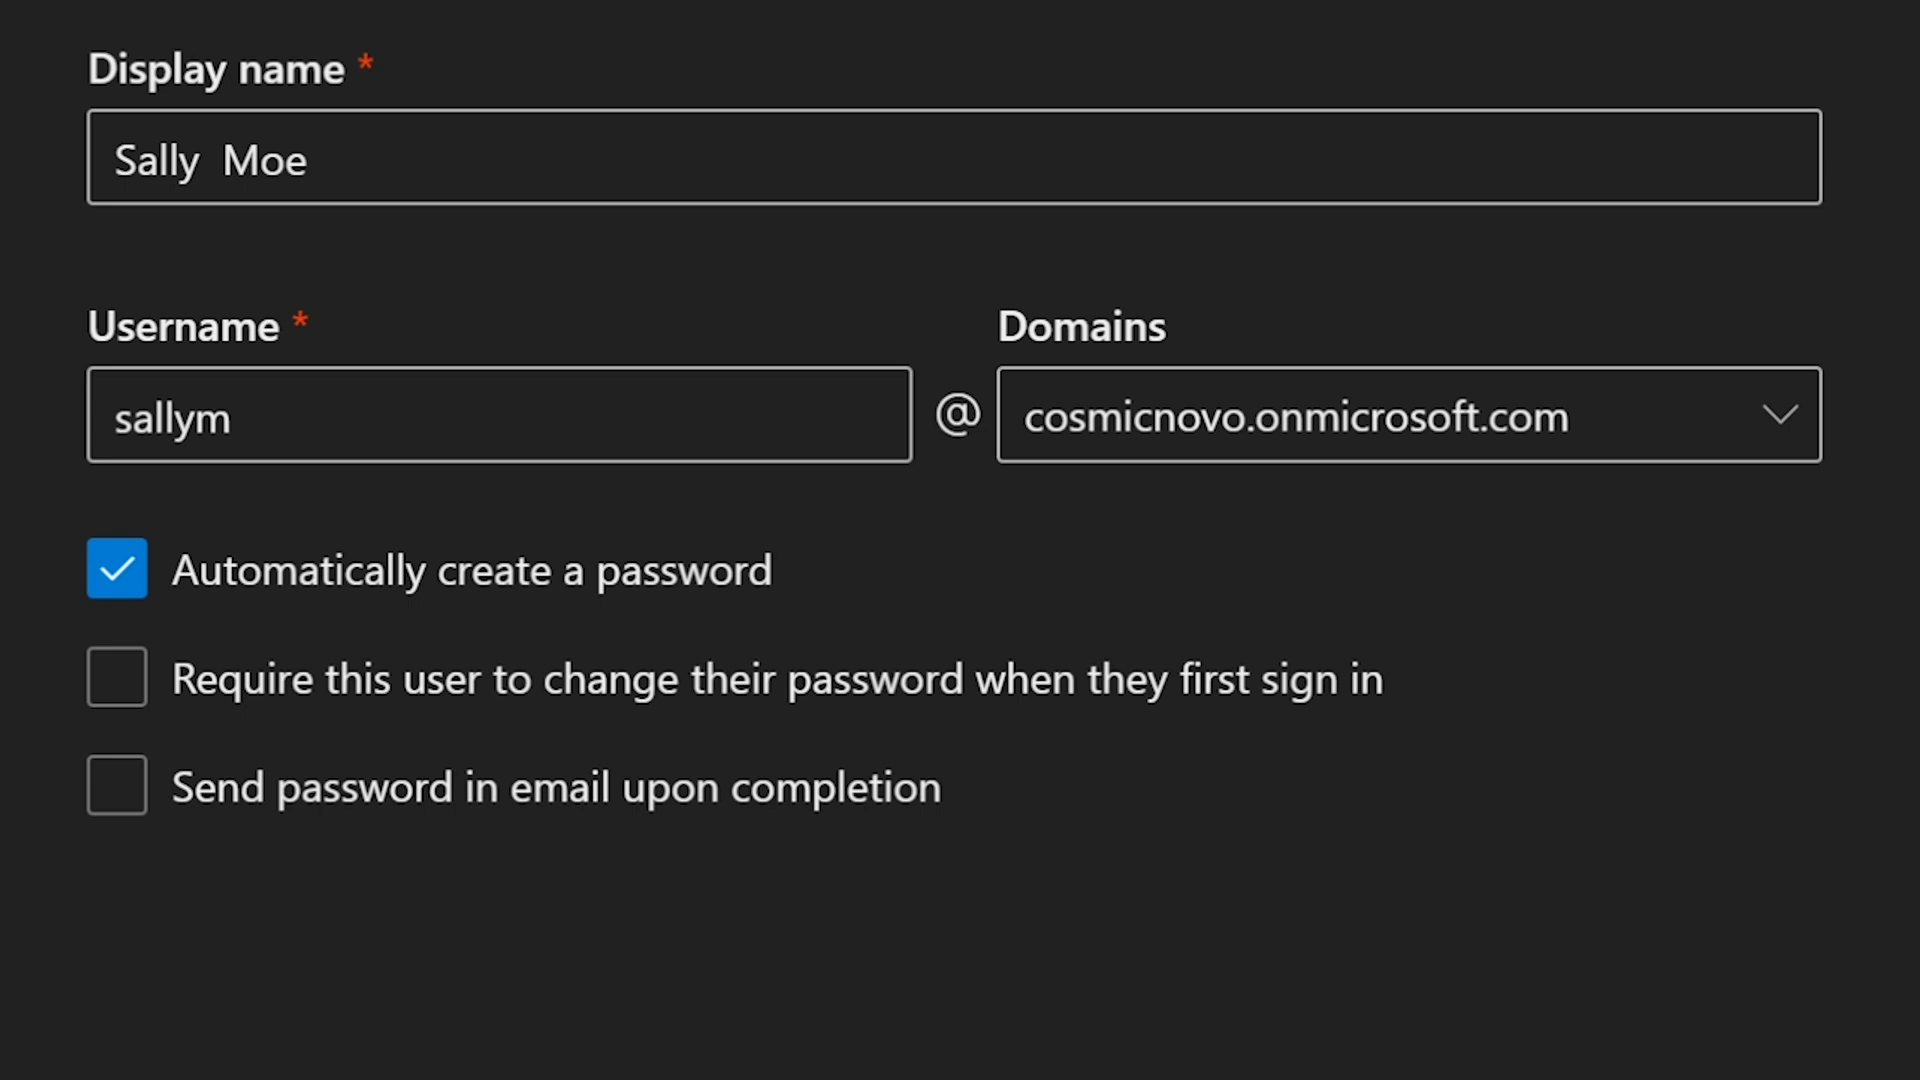 Display name *
Sally  Moe
Username *
Domains
sallym
@
cosmicnovo.onmicrosoft.com
Automatically create a password
Require this user to change their password when they first sign in
Send password in email upon completion